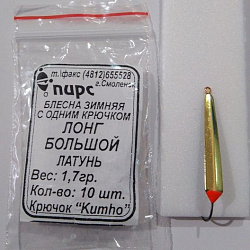 т.\факс (4812)655528
г.Смоленск
пирс
БЛЕСНА ЗИМНЯЯ
С ОДНИМ КРЮЧКОМ
ЛОНГ
БОЛЬШОЙ
ЛАТУНЬ
Вес: 1,7гр.
Кол-во: 10 шт.
Крючок "Kumho"